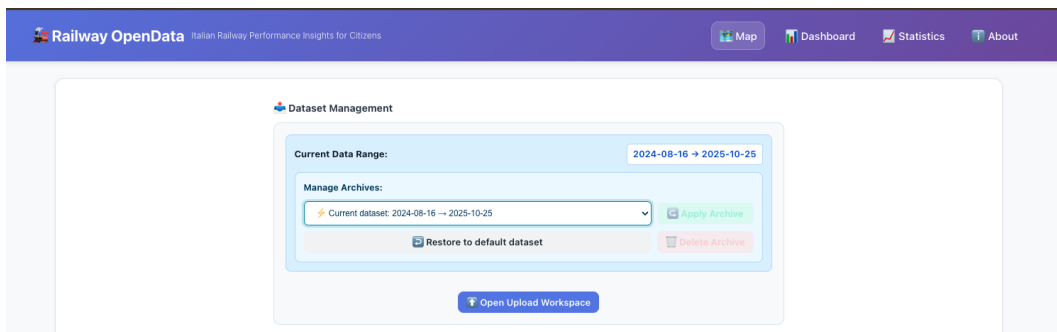 Railway OpenData Italian Railway Performance Insights for Citizens Map Dashboard Statistics About
Dataset Management
Current Data Range: 2024-08-16 → 2025-10-25
Manage Archives:
Current dataset: 2024-08-16 → 2025-10-25 Apply Archive
Restore to default dataset Delete Archive
Open Upload Workspace